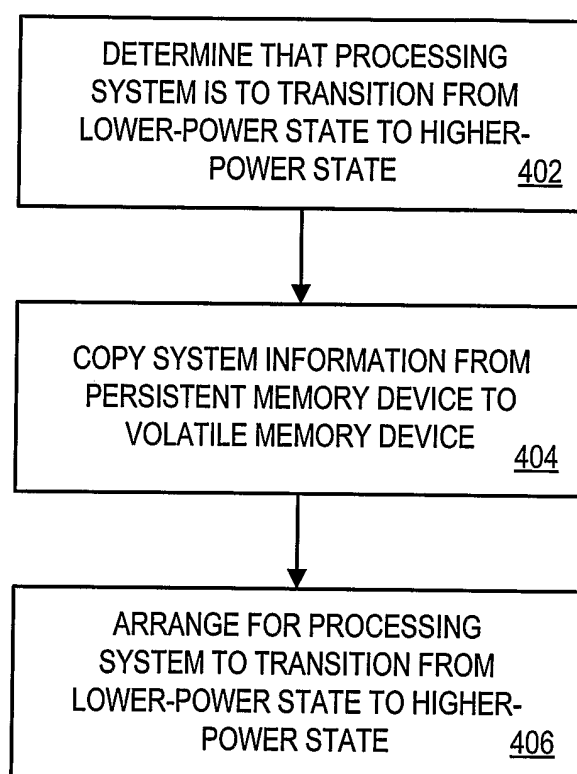 DETERMINE THAT PROCESSING
SYSTEM IS TO TRANSITION FROM
LOWER-POWER STATE TO HIGHER-
POWER STATE 402
COPY SYSTEM INFORMATION FROM
PERSISTENT MEMORY DEVICE TO
VOLATILE MEMORY DEVICE
404
ARRANGE FOR PROCESSING
SYSTEM TO TRANSITION FROM
LOWER-POWER STATE TO HIGHER-
POWER STATE 406